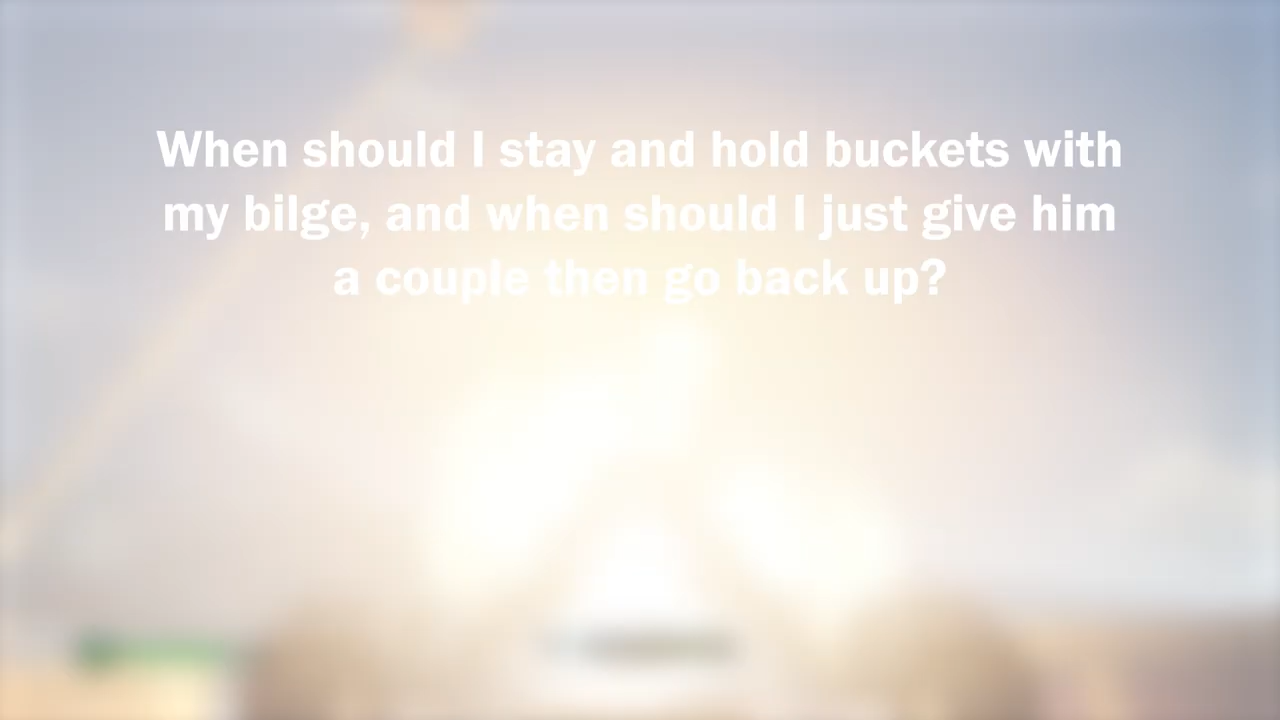 When should I stay and hold buckets with
my bilge, and when should I just give him
a couple then go back up?